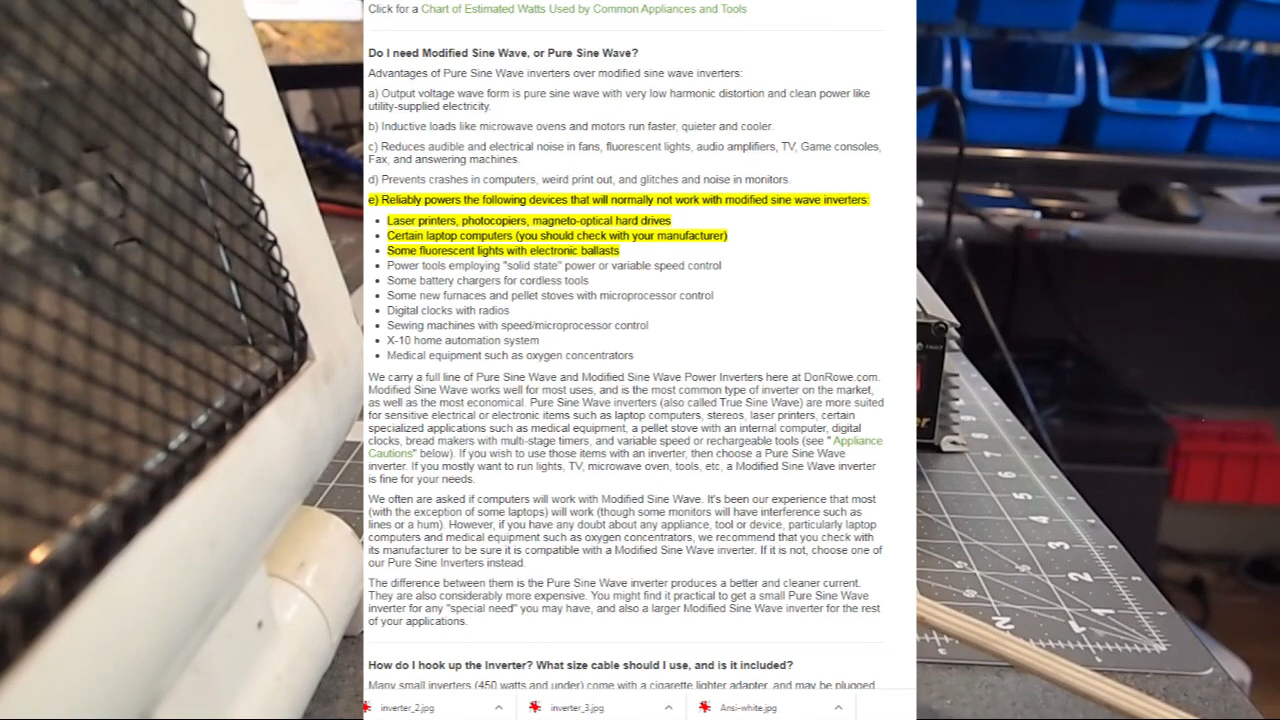 Click for a Chart of Estimated Watts Used by Common Appliances and Tools
Do I need Modified Sine Wave, or Pure Sine Wave?
Advantages of Pure Sine Wave inverters over modified sine wave inverters:
a) Output voltage wave form is pure sine wave with very low harmonic distortion and clean power like
utility-supplied electricity.
b) Inductive loads like microwave ovens and motors run faster, quieter and cooler.
c) Reduces audible and electrical noise in fans, fluorescent lights, audio amplifiers, TV, Game consoles,
Fax, and answering machines.
d) Prevents crashes in computers, weird print out, and glitches and noise in monitors.
e) Reliably powers the following devices that will normally not work with modified sine wave inverters:
• Laser printers, photocopiers, magneto-optical hard drives
• Certain laptop computers (you should check with your manufacturer)
• Some fluorescent lights with electronic ballasts
• Power tools employing "solid state" power or variable speed control
• Some battery chargers for cordless tools
• Some new furnaces and pellet stoves with microprocessor control
• Digital clocks with radios
• Sewing machines with speed/microprocessor control
• X-10 home automation system
• Medical equipment such as oxygen concentrators
We carry a full line of Pure Sine Wave and Modified Sine Wave Power Inverters here at DonRowe.com.
Modified Sine Wave works well for most uses, and is the most common type of inverter on the market,
as well as the most economical. Pure Sine Wave inverters (also called True Sine Wave) are more suited
for sensitive electrical or electronic items such as laptop computers, stereos, laser printers, certain
specialized applications such as medical equipment, a pellet stove with an internal computer, digital
clocks, bread makers with multi-stage timers, and variable speed or rechargeable tools (see " Appliance
Cautions" below). If you wish to use those items with an inverter, then choose a Pure Sine Wave
inverter. If you mostly want to run lights, TV, microwave oven, tools, etc, a Modified Sine Wave inverter
is fine for your needs.
We often are asked if computers will work with Modified Sine Wave. It's been our experience that most
(with the exception of some laptops) will work (though some monitors will have interference such as
lines or a hum). However, if you have any doubt about any appliance, tool or device, particularly laptop
computers and medical equipment such as oxygen concentrators, we recommend that you check with
its manufacturer to be sure it is compatible with a Modified Sine Wave inverter. If it is not, choose one of
our Pure Sine Inverters instead.
The difference between them is the Pure Sine Wave inverter produces a better and cleaner current.
They are also considerably more expensive. You might find it practical to get a small Pure Sine Wave
inverter for any "special need" you may have, and also a larger Modified Sine Wave inverter for the rest
of your applications.
How do I hook up the Inverter? What size cable should I use, and is it included?
Many small inverters (450 watts and under) come with a cigarette lighter adapter, and may be plugged
inverter_2.jpg
inverter_3.jpg
Ansi-white.jpg
9
8
7
6
5
4
3
2
1